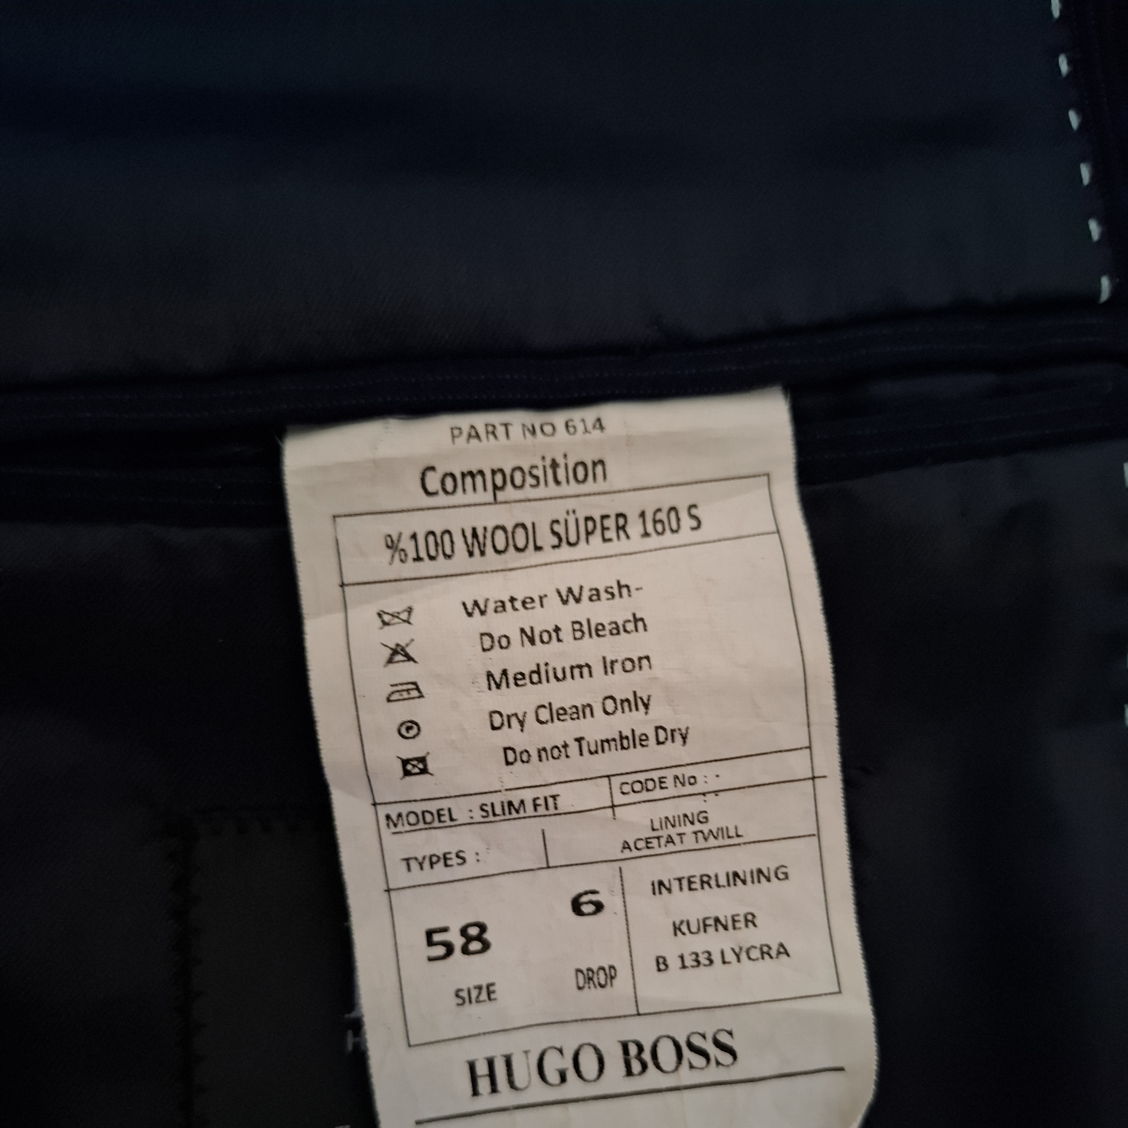 PART NO 614
Composition
%100 WOOL SÜPER 160 S
Water Wash-
Do Not Bleach
Medium Iron
P Dry Clean Only
Do not Tumble Dry
MODEL : SLIM FIT
CODE No : -
TYPES :
LINING
ACETAT TWILL
58
SIZE
6
DROP
INTERLINING
KUFNER
B 133 LYCRA
HUGO BOSS